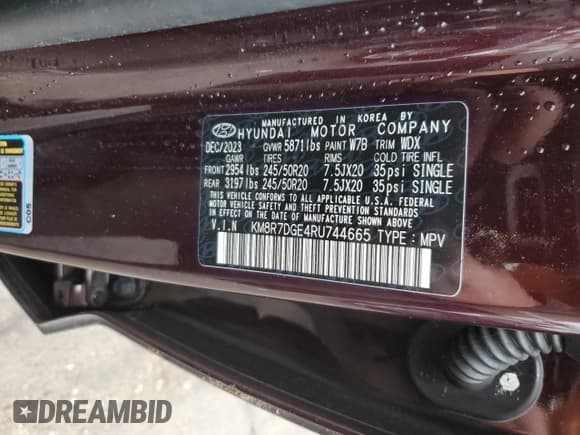 MANUFACTURED IN KOREA BY
HYUNDAI MOTOR COMPANY
DEC/2023 GVWR 5871lbs PAINT W7B TRIM WDX
GAWR TIRES RIMS COLD TIRE INFL
FRONT 2954lbs 245/50R20 7.5JX20 35psi SINGLE
REAR 3197lbs 245/50R20 7.5JX20 35psi SINGLE
THIS VEHICLE CONFORMS TO ALL APPLICABLE U.S.A. FEDERAL
MOTOR VEHICLE SAFETY, BUMPER, AND THEFT PREVENTION
STANDARDS IN EFFECT ON THE DATE OF MANUFACTURE SHOWN ABOVE.
V.I.N KM8R7DGE4RU744665 TYPE : MPV
C05
DREAMBID